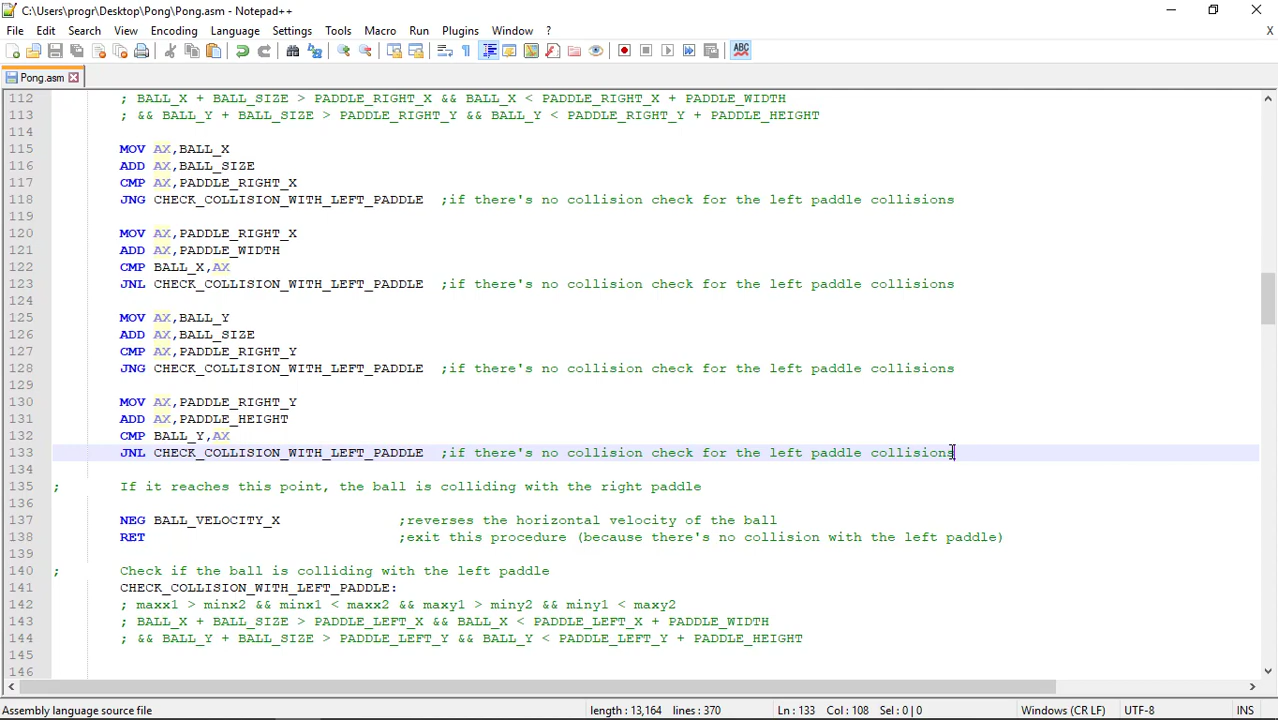 C:\Users\progr\Desktop\Pong\Pong.asm - Notepad++
File Edit Search View Encoding Language Settings Tools Macro Run Plugins Window ? X
ABC
Pong.asm
112 ; BALL_X + BALL_SIZE > PADDLE_RIGHT_X && BALL_X < PADDLE_RIGHT_X + PADDLE_WIDTH
113 ; && BALL_Y + BALL_SIZE > PADDLE_RIGHT_Y && BALL_Y < PADDLE_RIGHT_Y + PADDLE_HEIGHT
114
115 MOV AX,BALL_X
116 ADD AX,BALL_SIZE
117 CMP AX,PADDLE_RIGHT_X
118 JNG CHECK_COLLISION_WITH_LEFT_PADDLE ;if there's no collision check for the left paddle collisions
119
120 MOV AX,PADDLE_RIGHT_X
121 ADD AX,PADDLE_WIDTH
122 CMP BALL_X,AX
123 JNL CHECK_COLLISION_WITH_LEFT_PADDLE ;if there's no collision check for the left paddle collisions
124
125 MOV AX,BALL_Y
126 ADD AX,BALL_SIZE
127 CMP AX,PADDLE_RIGHT_Y
128 JNG CHECK_COLLISION_WITH_LEFT_PADDLE ;if there's no collision check for the left paddle collisions
129
130 MOV AX,PADDLE_RIGHT_Y
131 ADD AX,PADDLE_HEIGHT
132 CMP BALL_Y,AX
133 JNL CHECK_COLLISION_WITH_LEFT_PADDLE ;if there's no collision check for the left paddle collisions
134
135 ; If it reaches this point, the ball is colliding with the right paddle
136
137 NEG BALL_VELOCITY_X ;reverses the horizontal velocity of the ball
138 RET ;exit this procedure (because there's no collision with the left paddle)
139
140 ; Check if the ball is colliding with the left paddle
141 CHECK_COLLISION_WITH_LEFT_PADDLE:
142 ; maxx1 > minx2 && minx1 < maxx2 && maxy1 > miny2 && miny1 < maxy2
143 ; BALL_X + BALL_SIZE > PADDLE_LEFT_X && BALL_X < PADDLE_LEFT_X + PADDLE_WIDTH
144 ; && BALL_Y + BALL_SIZE > PADDLE_LEFT_Y && BALL_Y < PADDLE_LEFT_Y + PADDLE_HEIGHT
145
146
Assembly language source file length : 13,164 lines : 370 Ln : 133 Col : 108 Sel : 0 | 0 Windows (CR LF) UTF-8 INS